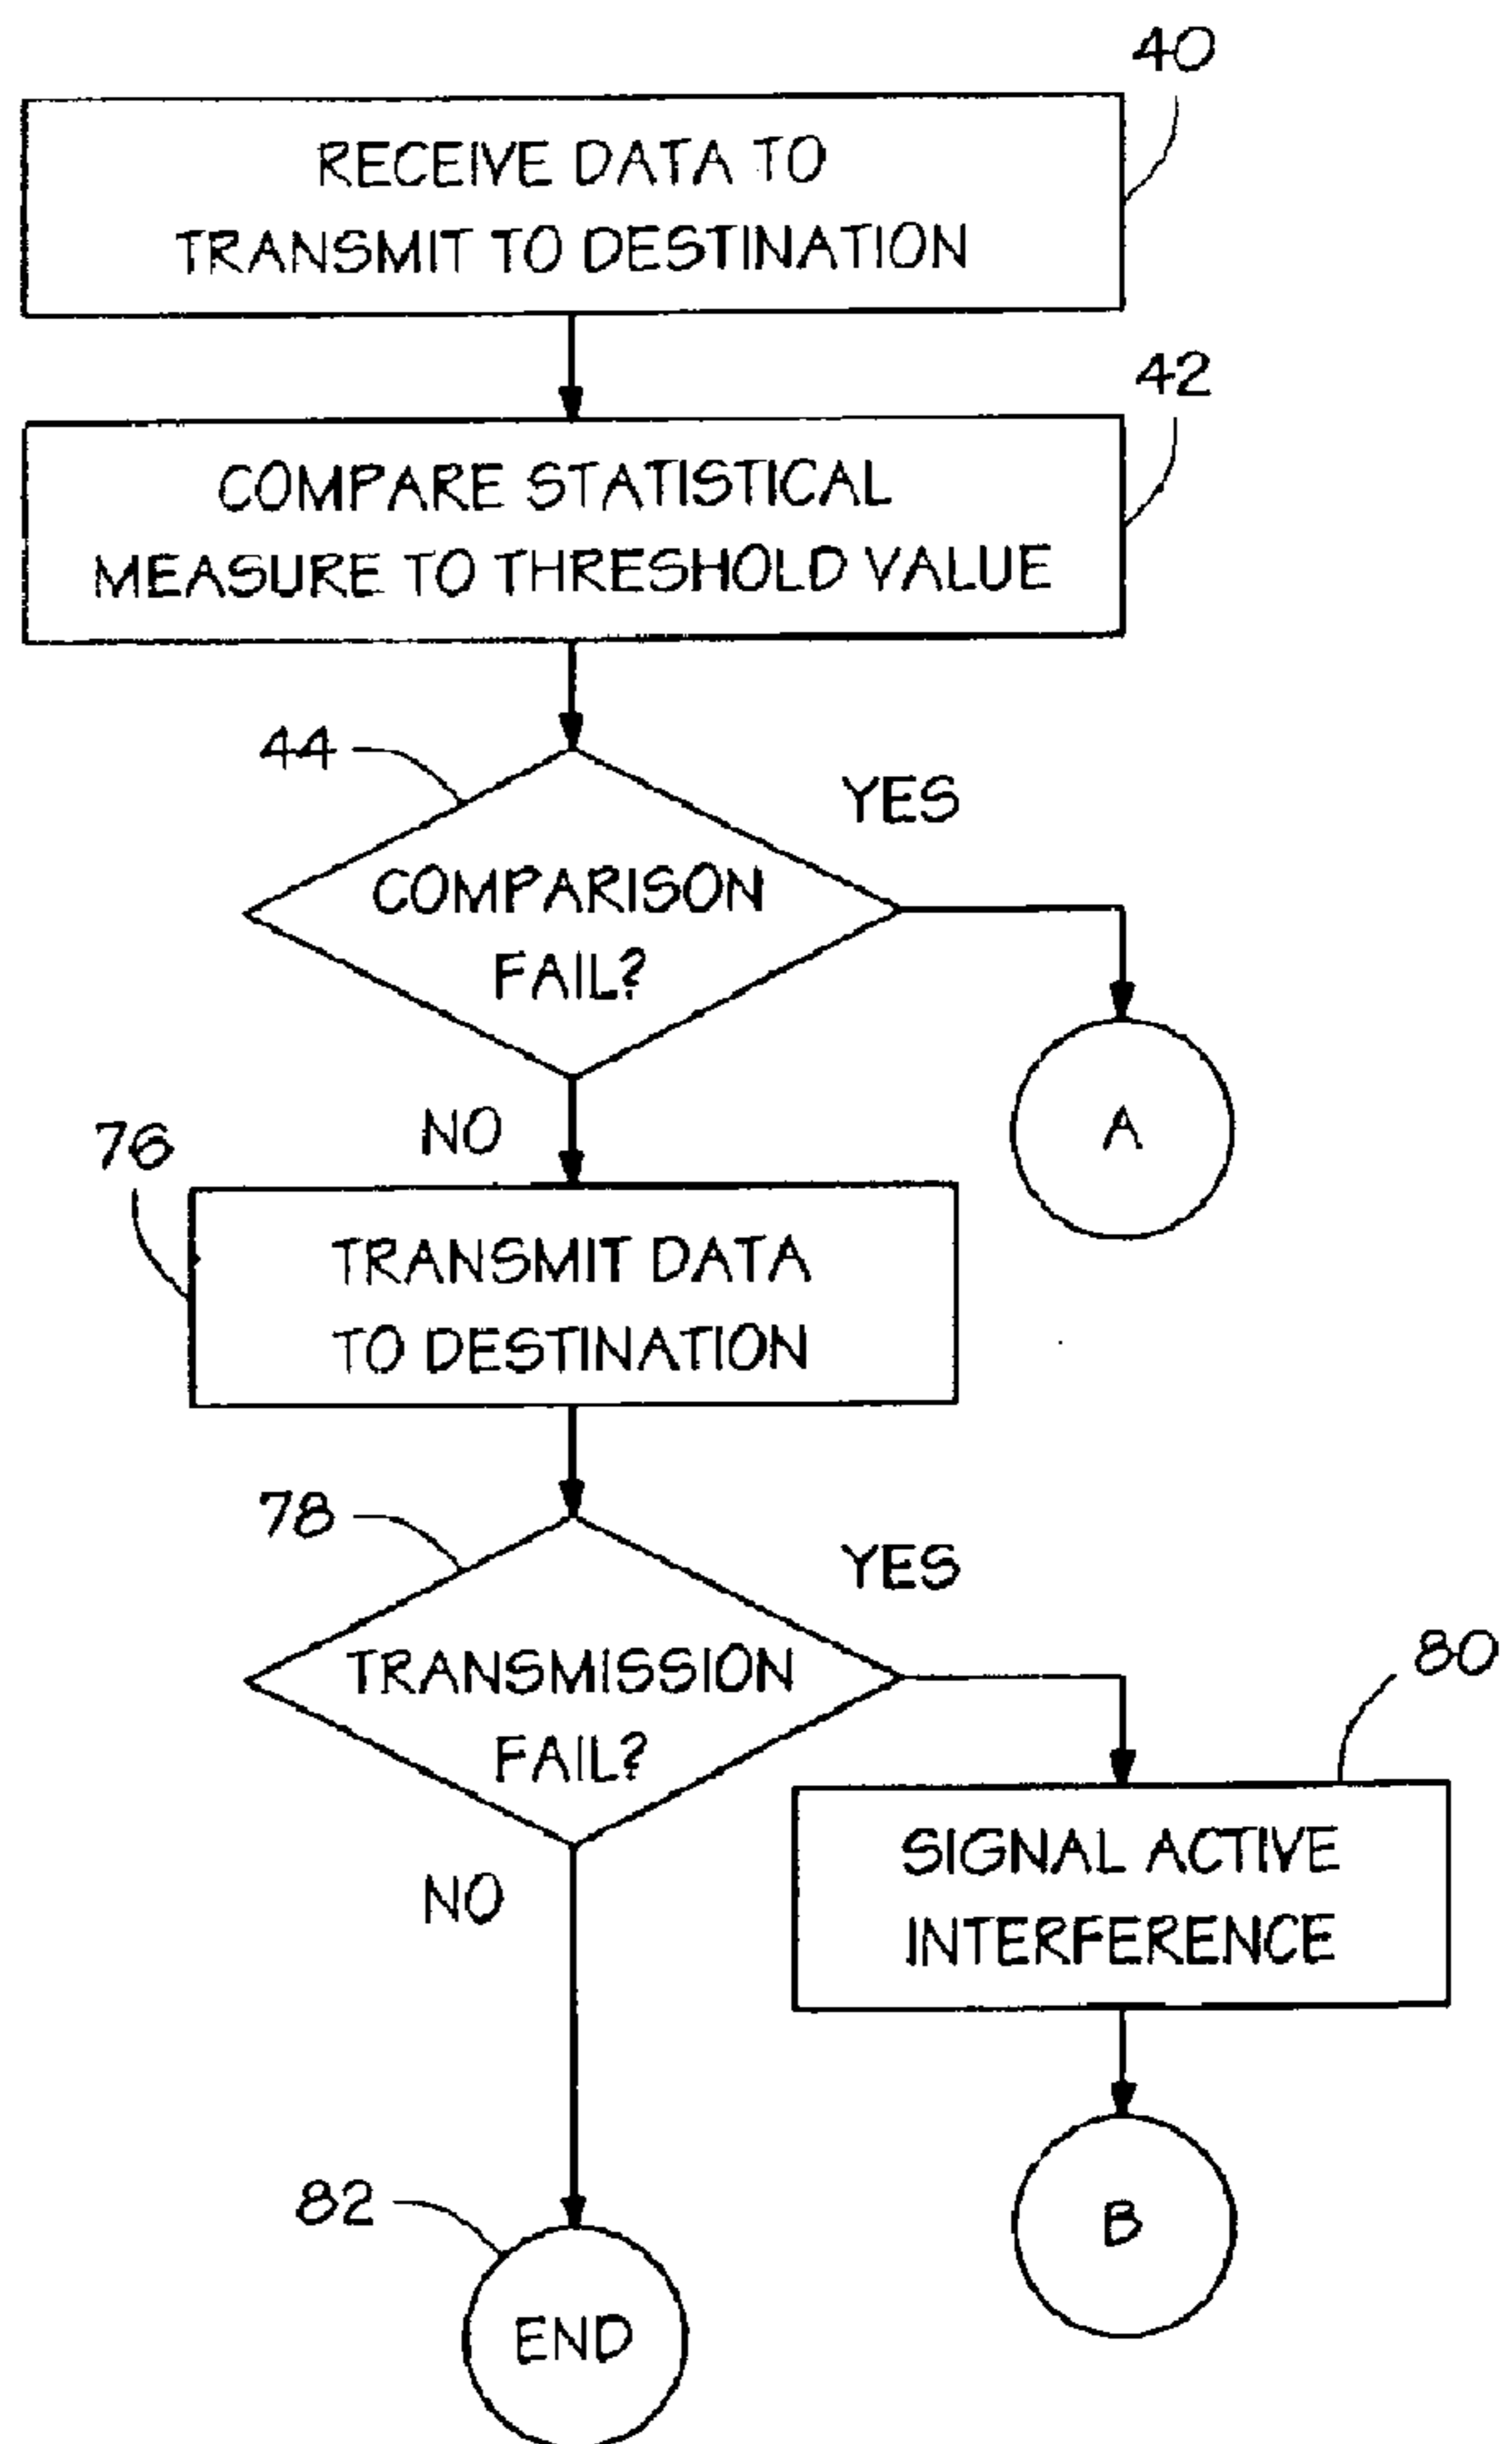 40
RECEIVE DATA TO
TRANSMIT TO DESTINATION
42
COMPARE STATISTICAL
MEASURE TO THRESHOLD VALUE
44
YES
COMPARISON
FAIL?
A
NO
76
TRANSMIT DATA
TO DESTINATION
78
YES
TRANSMISSION
FAIL?
80
SIGNAL ACTIVE
INTERFERENCE
NO
B
82
END